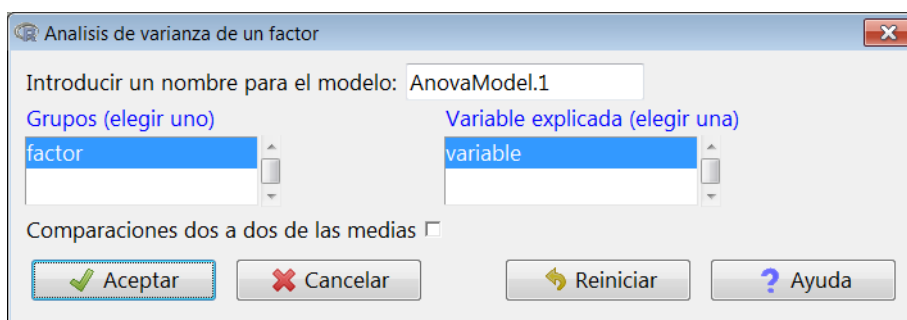 Analisis de varianza de un factor
Introducir un nombre para el modelo: AnovaModel.1
Grupos (elegir uno) Variable explicada (elegir una)
factor variable
Comparaciones dos a dos de las medias
Aceptar Cancelar Reiniciar ? Ayuda